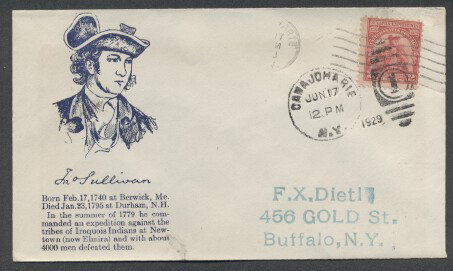 CANAJOHARIE
JUN 17
12. PM
N.Y.
1929
Jno Sullivan
Born Feb.17,1740 at Berwick, Me.
Died Jan.23,1795 at Durham, N.H.
In the summer of 1779 he com-
manded an expedition against the
tribes of Iroquois Indians at New-
town (now Elmira) and with about
4000 men defeated them.
F.X.Dietl
456 GOLD St.
Buffalo, N.Y.